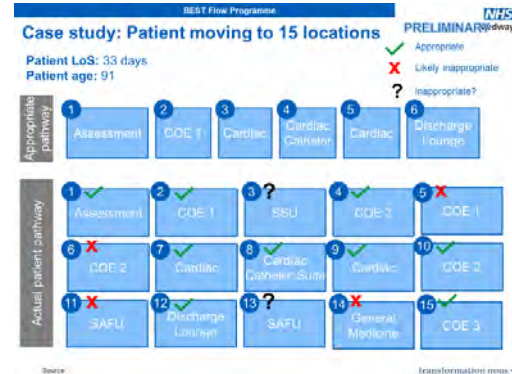 BEST Flow Programme
NHS
Medway
Case study: Patient moving to 15 locations
PRELIMINARY
Patient LoS: 33 days
Patient age: 91
Appropriate
Likely inappropriate
? Inappropriate?
Appropriate pathway
1 Assessment
2 COE 1
3 Cardiac
4 Cardiac Catheter
5 Cardiac
6 Discharge Lounge
Actual patient pathway
1 Assessment
2 COE 1
3 ? SSU
4 COE 2
5 COE 1
6 COE 2
7 Cardiac
8 Cardiac Catheter Suite
9 Cardiac
10 COE 2
11 SAFU
12 Discharge Lounge
13 ? SAFU
14 General Medicine
15 COE 3
Source
transformation nous